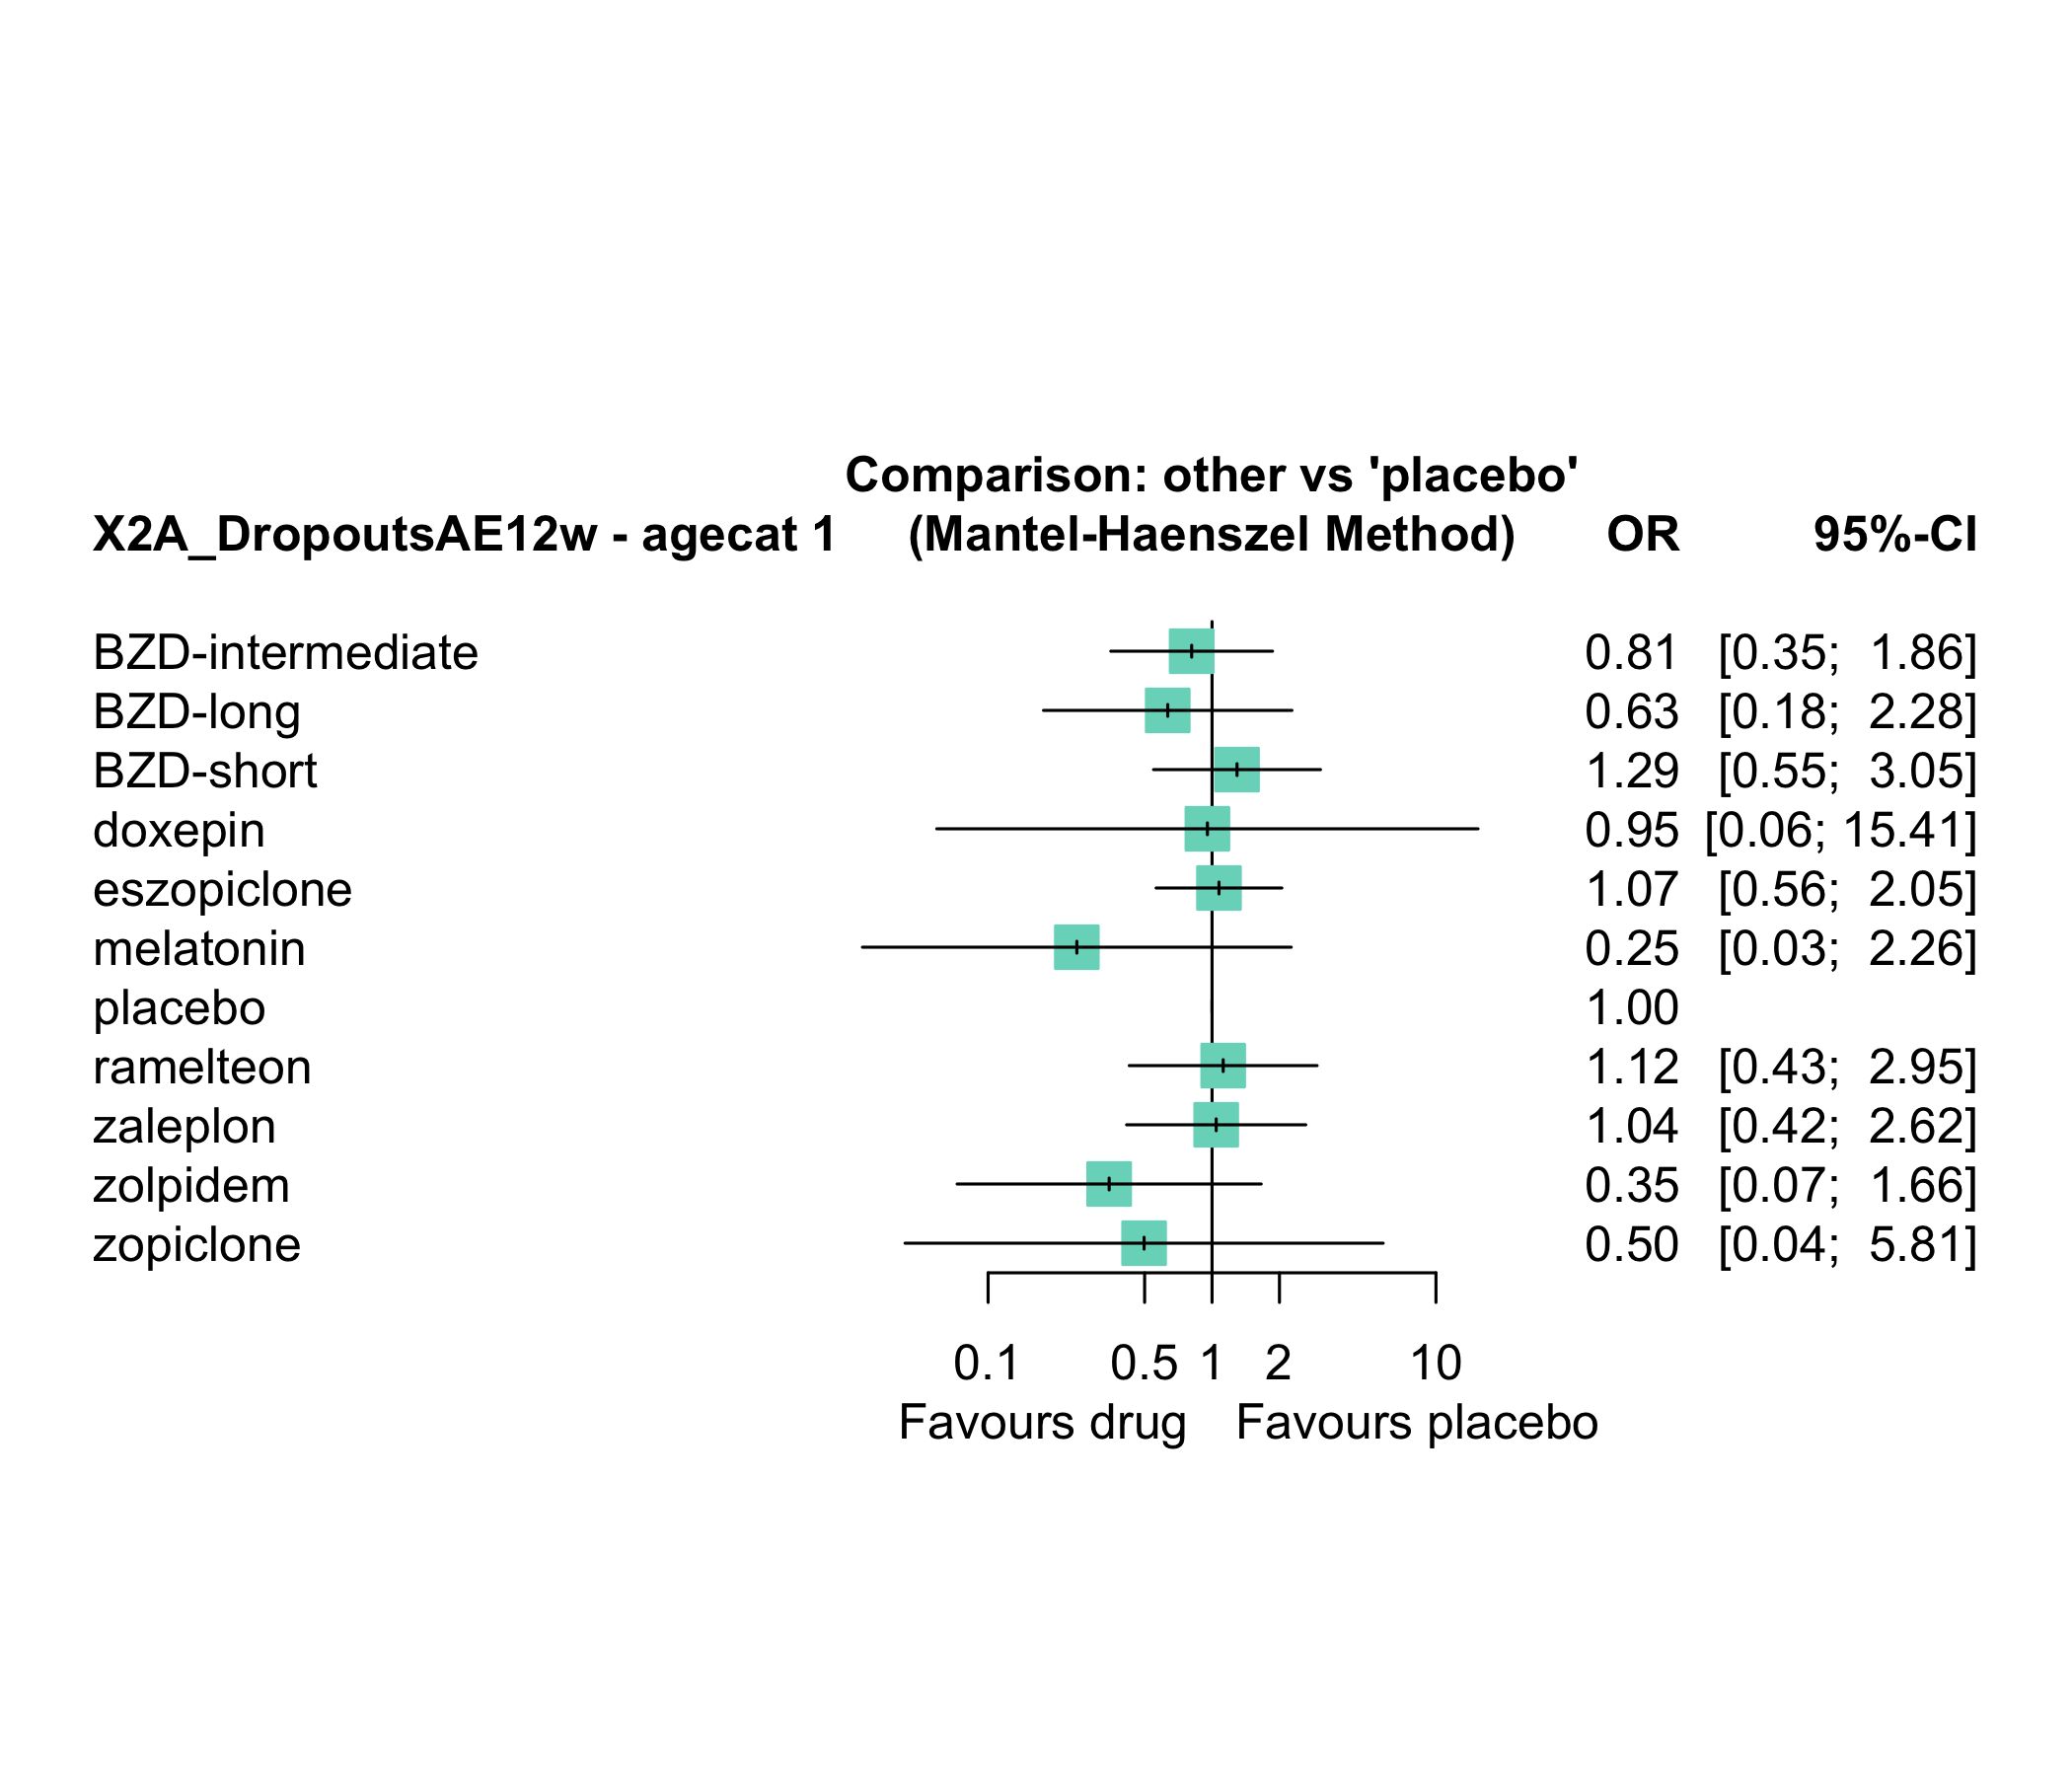 Comparison: other vs 'placebo'
X2A_DropoutsAE12w - agecat 1 (Mantel-Haenszel Method) OR 95%-CI
BZD-intermediate 0.81 [0.35; 1.86]
BZD-long 0.63 [0.18; 2.28]
BZD-short 1.29 [0.55; 3.05]
doxepin 0.95 [0.06; 15.41]
eszopiclone 1.07 [0.56; 2.05]
melatonin 0.25 [0.03; 2.26]
placebo 1.00
ramelteon 1.12 [0.43; 2.95]
zaleplon 1.04 [0.42; 2.62]
zolpidem 0.35 [0.07; 1.66]
zopiclone 0.50 [0.04; 5.81]
0.1 0.5 1 2 10
Favours drug Favours placebo